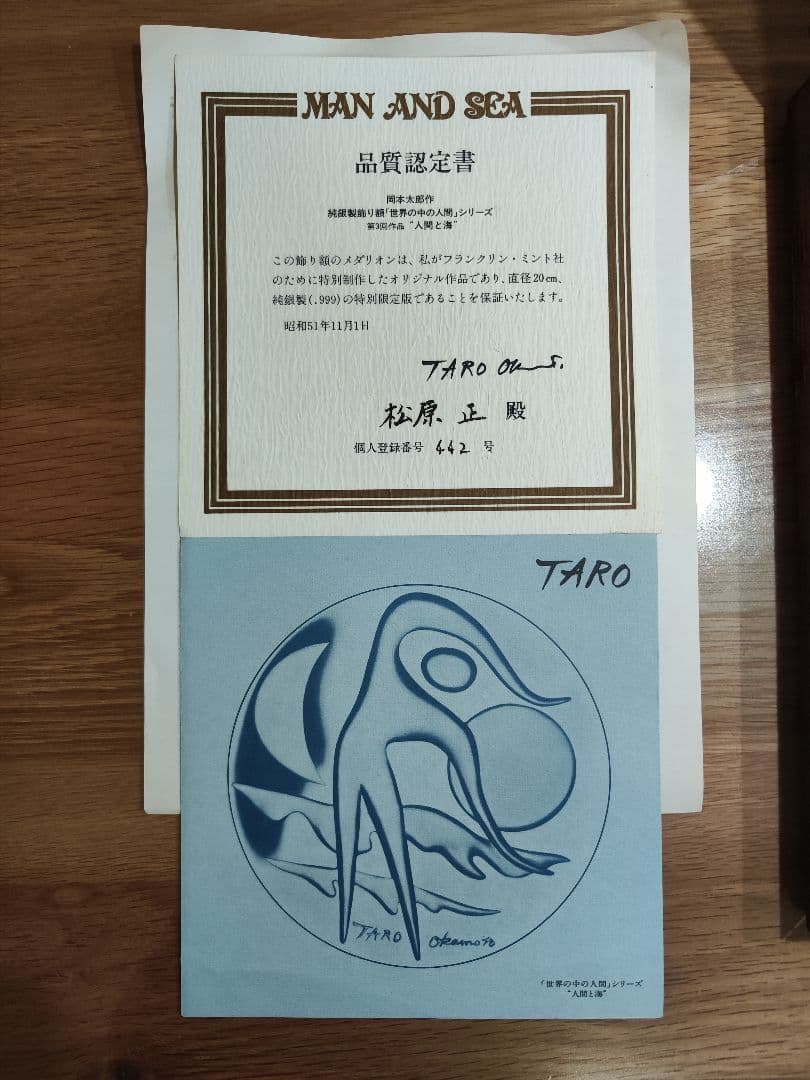 MAN AND SEA
品質認定書
岡本太郎作
純銀製飾り額「世界の中の人間」シリーズ
第3回作品 “人間と海”
この飾り額のメダリオンは、私がフランクリン・ミント社
のために特別制作したオリジナル作品であり、直径20cm、
純銀製(.999)の特別限定版であることを保証いたします。
昭和51年11月1日
TARO
松原 正 殿
個人登録番号 442 号
TARO
TARO Okamoto
「世界の中の人間」シリーズ
“人間と海”